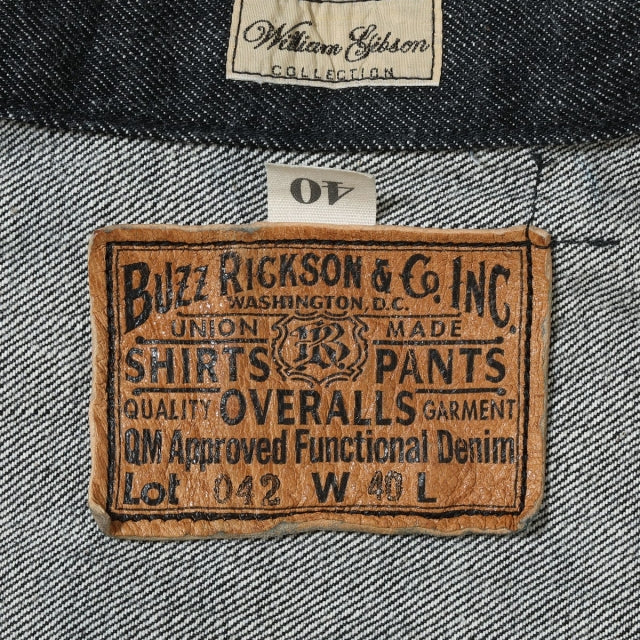 William Gibson
COLLECTION
40
BUZZ RICKSON & Co. INC.
WASHINGTON, D.C.
UNION BR MADE
SHIRTS PANTS
QUALITY OVERALLS GARMENT
QM Approved Functional Denim
Lot 042 W 40 L